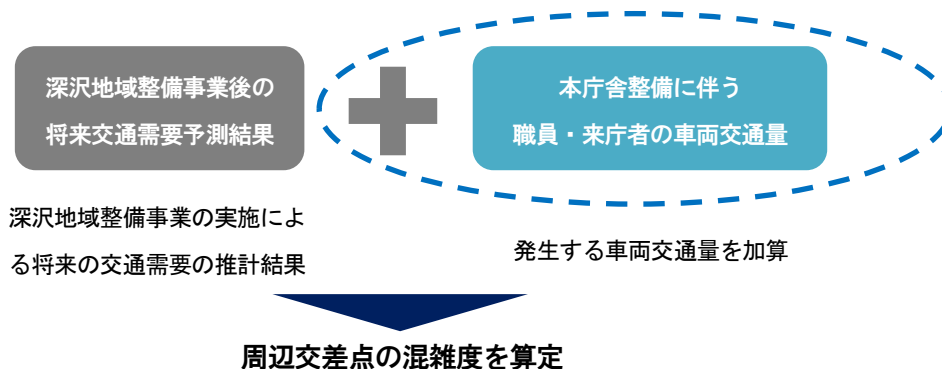 深沢地域整備事業後の
将来交通需要予測結果
本庁舎整備に伴う
職員・来庁者の車両交通量
深沢地域整備事業の実施によ
る将来の交通需要の推計結果
発生する車両交通量を加算
周辺交差点の混雑度を算定